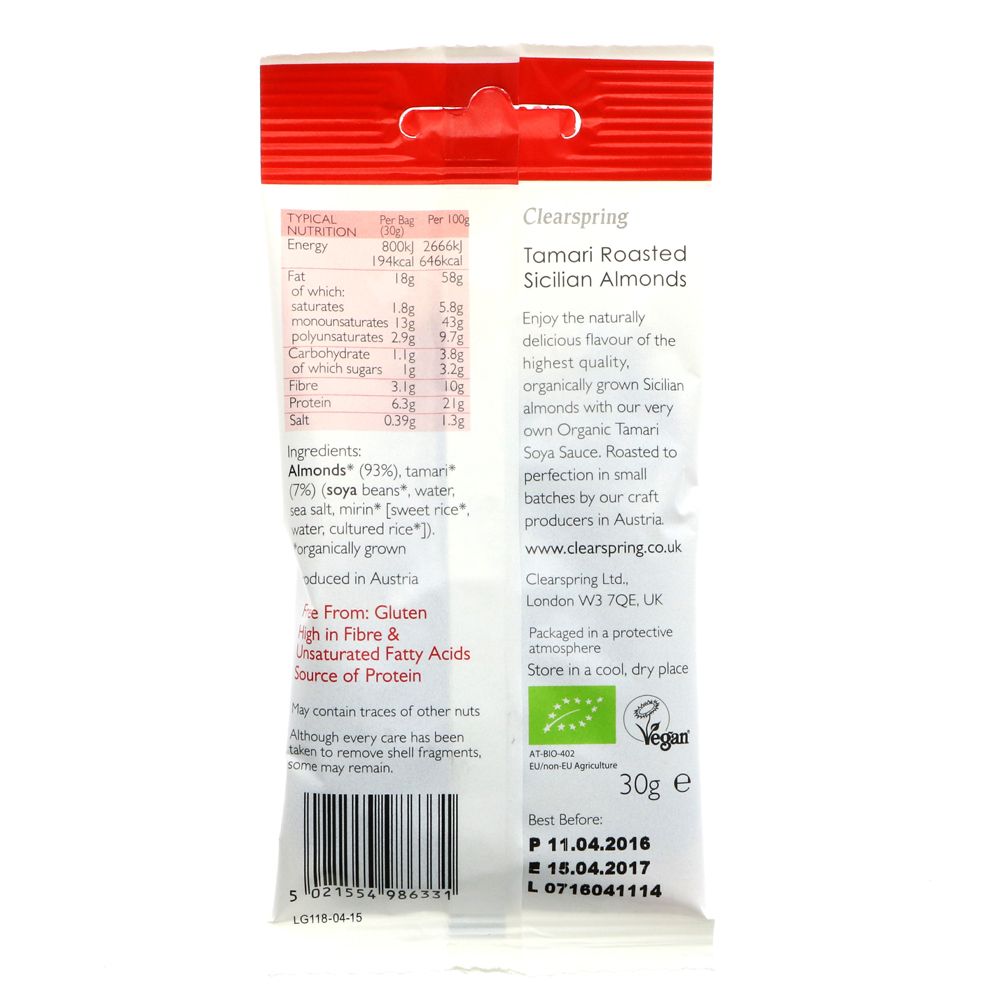 TYPICAL NUTRITION Per Bag (30g) Per 100g
Energy 800kJ 2666kJ
194kcal 646kcal
Fat 18g 58g
of which:
saturates 1.8g 5.8g
monounsaturates 13g 43g
polyunsaturates 2.9g 9.7g
Carbohydrate 1.1g 3.8g
of which sugars 1g 3.2g
Fibre 3.1g 10g
Protein 6.3g 21g
Salt 0.39g 1.3g
Ingredients:
Almonds* (93%), tamari*
(7%) (soya beans*, water,
sea salt, mirin* [sweet rice*,
water, cultured rice*]).
*organically grown
oduced in Austria
Free From: Gluten
High in Fibre &
Unsaturated Fatty Acids
Source of Protein
May contain traces of other nuts
Although every care has been
taken to remove shell fragments,
some may remain.
5 021554 986331
LG118-04-15
Clearspring
Tamari Roasted
Sicilian Almonds
Enjoy the naturally
delicious flavour of the
highest quality,
organically grown Sicilian
almonds with our very
own Organic Tamari
Soya Sauce. Roasted to
perfection in small
batches by our craft
producers in Austria.
www.clearspring.co.uk
Clearspring Ltd.,
London W3 7QE, UK
Packaged in a protective
atmosphere
Store in a cool, dry place
Vegan
AT-BIO-402
EU/non-EU Agriculture
30g e
Best Before:
P 11.04.2016
E 15.04.2017
L 0716041114